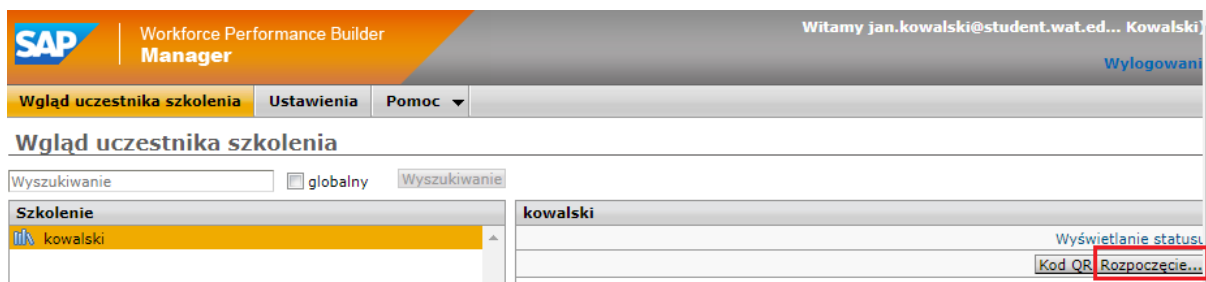 SAP
Workforce Performance Builder
Manager
Witamy jan.kowalski@student.wat.ed... Kowalski)
Wylogowani
Wgląd uczestnika szkolenia Ustawienia Pomoc
Wgląd uczestnika szkolenia
Wyszukiwanie globalny Wyszukiwanie
Szkolenie
kowalski
kowalski
Wyświetlanie statusu
Kod QR Rozpoczęcie...